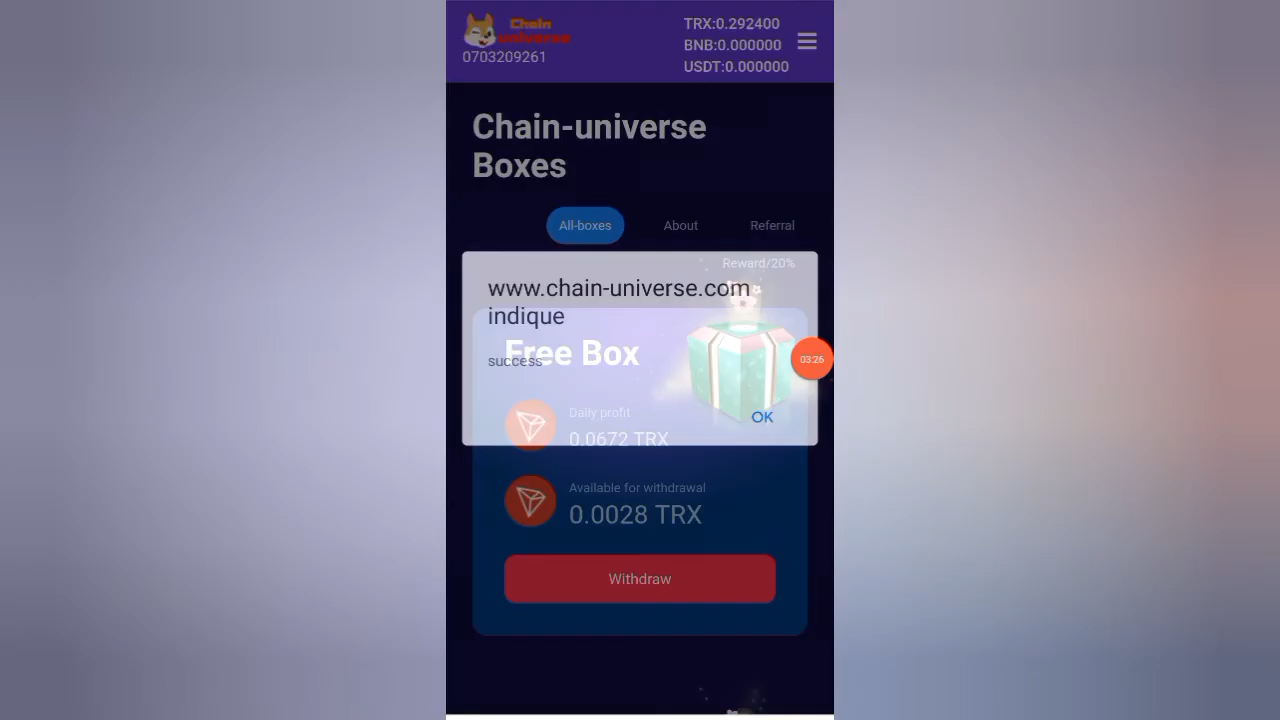 Chain
universe
0703209261
TRX:0.292400
BNB:0.000000
USDT:0.000000
Chain-universe
Boxes
All-boxes
About
Referral
Reward/20%
www.chain-universe.com
indique
Free Box
success
03:26
OK
Daily profit
0.0672 TRX
Available for withdrawal
0.0028 TRX
Withdraw